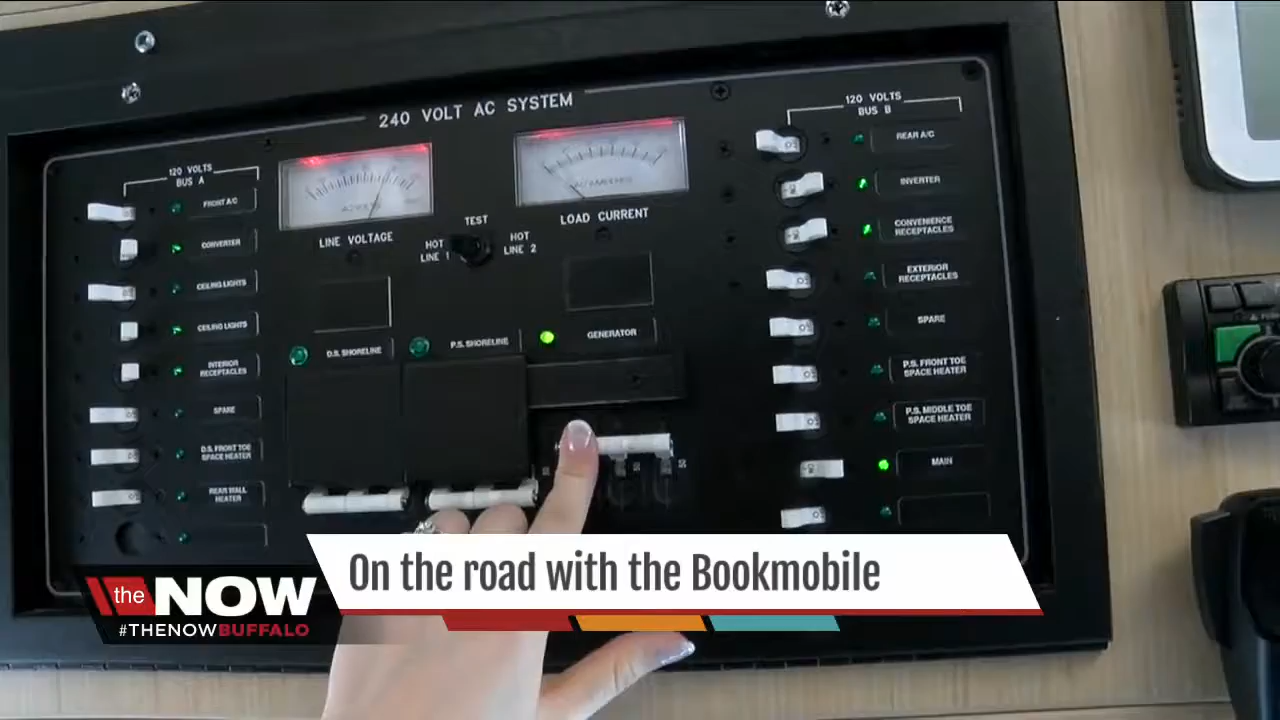 240 VOLT AC SYSTEM
120 VOLTS
BUS A
FRONT A/C
CONVERTER
CEILING LIGHTS
CEILING LIGHTS
INTERIOR
RECEPTACLES
SPARE
D.S. FRONT TOE
SPACE HEATER
REAR WALL
HEATER
LINE VOLTAGE
TEST
HOT
LINE 1
HOT
LINE 2
LOAD CURRENT
D.S. SHORELINE
P.S. SHORELINE
GENERATOR
120 VOLTS
BUS B
REAR A/C
INVERTER
CONVENIENCE
RECEPTACLES
EXTERIOR
RECEPTACLES
SPARE
P.S. FRONT TOE
SPACE HEATER
P.S. MIDDLE TOE
SPACE HEATER
MAIN
On the road with the Bookmobile
the NOW
#THENOWBUFFALO